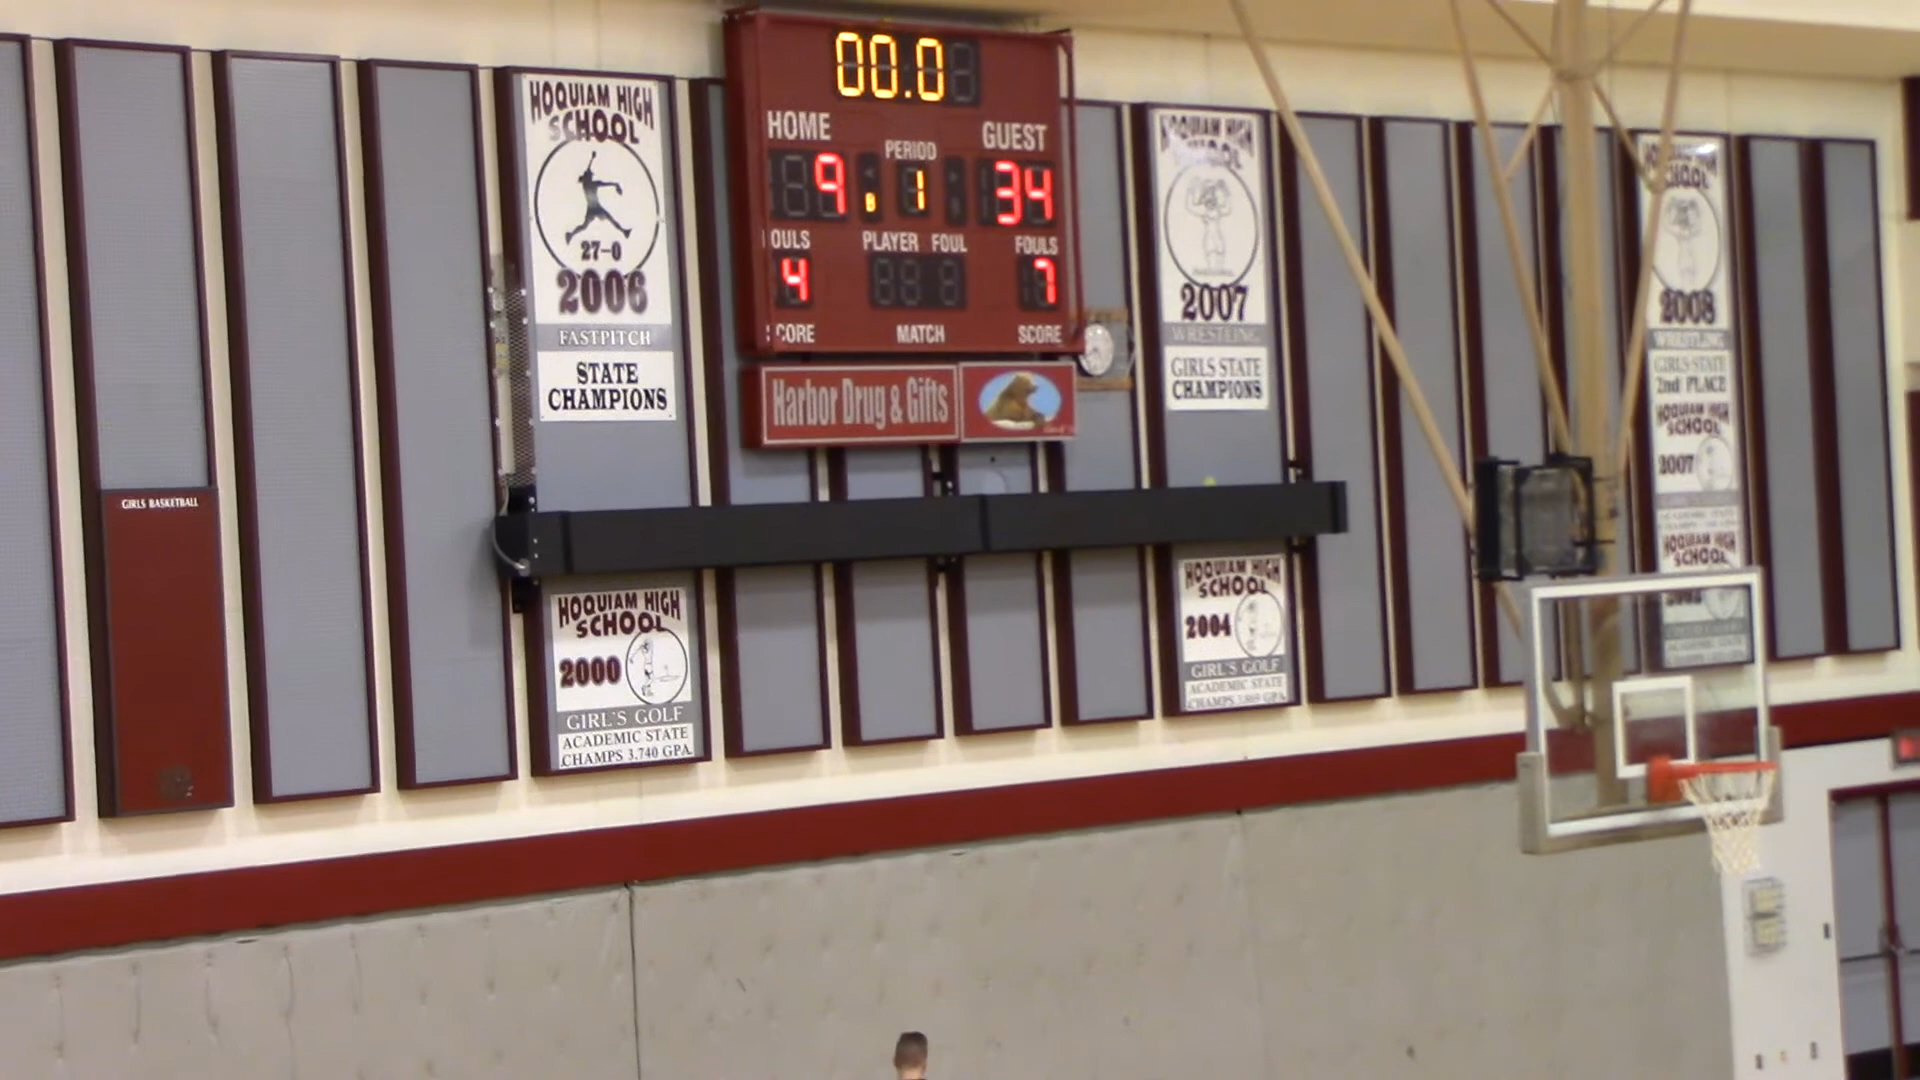 00.0
HOME
PERIOD
GUEST
9 B 1 34
OULS
PLAYER FOUL
FOULS
4 7
CORE
MATCH
SCORE
Harbor Drug & Gifts
HOQUIAM HIGH
SCHOOL
27-0
2006
FASTPITCH
STATE
CHAMPIONS
GIRLS BASKETBALL
HOQUIAM HIGH
SCHOOL
2000
GIRL'S GOLF
ACADEMIC STATE
CHAMPS 3.740 GPA
HOQUIAM HIGH
SCHOOL
2007
WRESTLING
GIRLS STATE
CHAMPIONS
HOQUIAM HIGH
SCHOOL
2004
GIRL'S GOLF
ACADEMIC STATE
CHAMPS GPA
HOQUIAM HIGH
SCHOOL
2008
WRESTLING
GIRLS STATE
2nd PLACE
HOQUIAM HIGH
SCHOOL
2007
HOQUIAM HIGH
SCHOOL